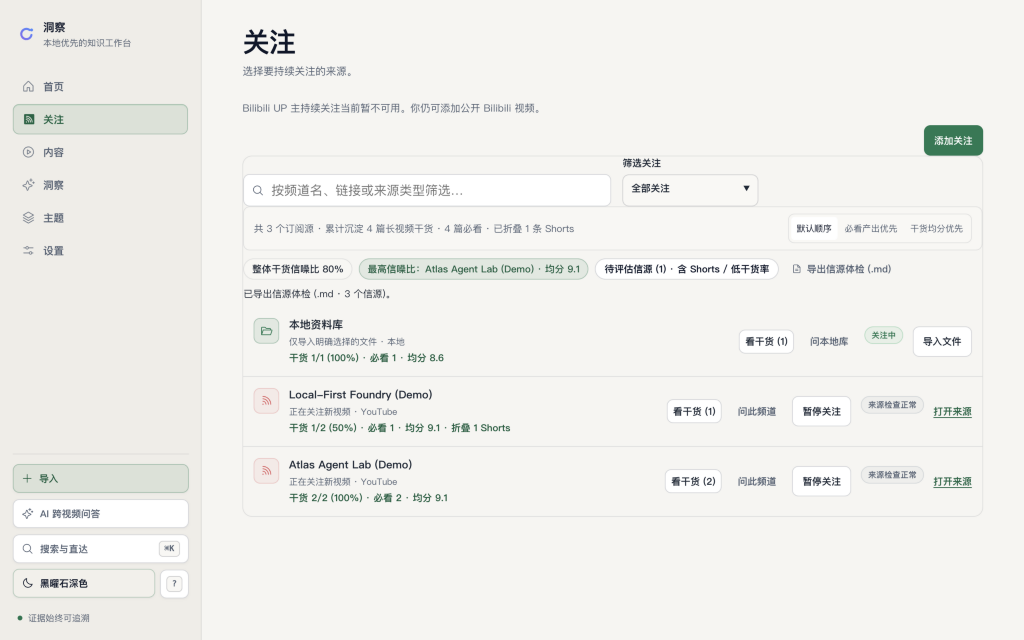 洞察
本地优先的知识工作台
首页
关注
内容
洞察
主题
设置
导入
AI 跨视频问答
搜索与直达 ⌘K
黑曜石深色 ?
证据始终可追溯
关注
选择要持续关注的来源。
Bilibili UP 主持续关注当前暂不可用。你仍可添加公开 Bilibili 视频。
添加关注
筛选关注
按频道名、链接或来源类型筛选… 全部关注
共 3 个订阅源 · 累计沉淀 4 篇长视频干货 · 4 篇必看 · 已折叠 1 条 Shorts 默认顺序 必看产出优先 干货均分优先
整体干货信噪比 80% 最高信噪比：Atlas Agent Lab (Demo) · 均分 9.1 待评估信源 (1) · 含 Shorts / 低干货率 导出信源体检 (.md)
已导出信源体检 (.md · 3 个信源)。
本地资料库
仅导入明确选择的文件 · 本地
干货 1/1 (100%) · 必看 1 · 均分 8.6
看干货 (1) 问本地库 关注中 导入文件
Local-First Foundry (Demo)
正在关注新视频 · YouTube
干货 1/2 (50%) · 必看 1 · 均分 9.1 · 折叠 1 Shorts
看干货 (1) 问此频道 暂停关注 来源检查正常 打开来源
Atlas Agent Lab (Demo)
正在关注新视频 · YouTube
干货 2/2 (100%) · 必看 2 · 均分 9.1
看干货 (2) 问此频道 暂停关注 来源检查正常 打开来源